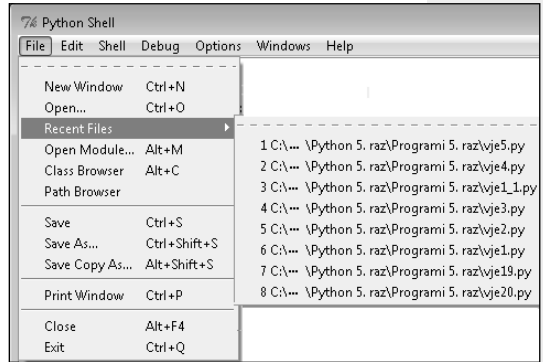 Python Shell
File Edit Shell Debug Options Windows Help
New Window Ctrl+N
Open... Ctrl+O
Recent Files
Open Module... Alt+M
Class Browser Alt+C
Path Browser
Save Ctrl+S
Save As... Ctrl+Shift+S
Save Copy As... Alt+Shift+S
Print Window Ctrl+P
Close Alt+F4
Exit Ctrl+Q
1 C:\... \Python 5. raz\Programi 5. raz\vje5.py
2 C:\... \Python 5. raz\Programi 5. raz\vje4.py
3 C:\... \Python 5. raz\Programi 5. raz\vje1_1.py
4 C:\... \Python 5. raz\Programi 5. raz\vje3.py
5 C:\... \Python 5. raz\Programi 5. raz\vje2.py
6 C:\... \Python 5. raz\Programi 5. raz\vje1.py
7 C:\... \Python 5. raz\Programi 5. raz\vje19.py
8 C:\... \Python 5. raz\Programi 5. raz\vje20.py